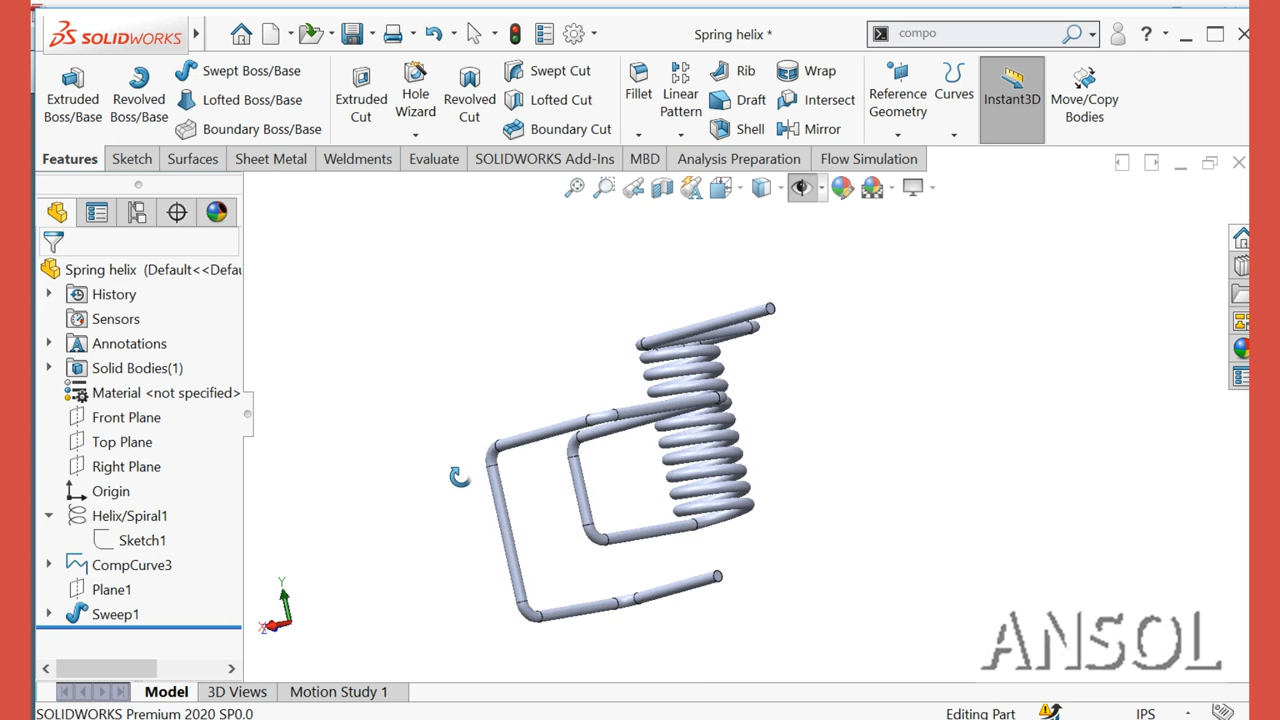 SOLIDWORKS
Spring helix *
compo
?
Extruded Boss/Base
Revolved Boss/Base
Swept Boss/Base
Lofted Boss/Base
Boundary Boss/Base
Extruded Cut
Hole Wizard
Revolved Cut
Swept Cut
Lofted Cut
Boundary Cut
Fillet
Linear Pattern
Rib
Draft
Shell
Wrap
Intersect
Mirror
Reference Geometry
Curves
Instant3D
Move/Copy Bodies
Features
Sketch
Surfaces
Sheet Metal
Weldments
Evaluate
SOLIDWORKS Add-Ins
MBD
Analysis Preparation
Flow Simulation
Spring helix (Default<<Defau
History
Sensors
Annotations
Solid Bodies(1)
Material <not specified>
Front Plane
Top Plane
Right Plane
Origin
Helix/Spiral1
Sketch1
CompCurve3
Plane1
Sweep1
Y
Z
ANSOL
Model
3D Views
Motion Study 1
SOLIDWORKS Premium 2020 SP0.0
Editing Part
IPS